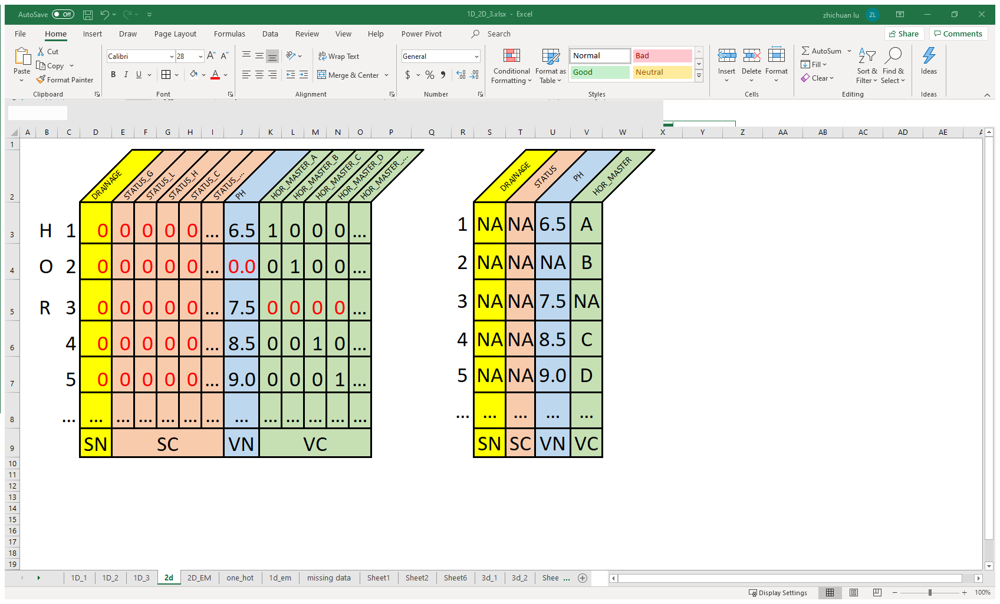 AutoSave Off 1D_2D_3.xlsx - Excel zhichuan lu ZL
File Home Insert Draw Page Layout Formulas Data Review View Help Power Pivot Search Share Comments
Paste Cut Copy Format Painter Clipboard
Calibri 28 A A B I U A Font
ab Wrap Text Merge & Center Alignment
General $ % , Number
Conditional Formatting Format as Table Normal Bad Good Neutral Styles
Insert Delete Format Cells
AutoSum Fill Clear Sort & Filter Find & Select Editing
Ideas Ideas
A B C D E F G H I J K L M N O P Q R S T U V W X Y Z AA AB AC AD AE
1
2 DRAINAGE STATUS_G STATUS_L STATUS_H STATUS_C STATUS_... PH HOR_MASTER_A HOR_MASTER_B HOR_MASTER_C HOR_MASTER_D HOR_MASTER_... DRAINAGE STATUS PH HOR_MASTER
3 H 1 0 0 0 0 0 ... 6.5 1 0 0 0 ... 1 NA NA 6.5 A
4 O 2 0 0 0 0 0 ... 0.0 0 1 0 0 ... 2 NA NA NA B
5 R 3 0 0 0 0 0 ... 7.5 0 0 0 0 ... 3 NA NA 7.5 NA
6 4 0 0 0 0 0 ... 8.5 0 0 1 0 ... 4 NA NA 8.5 C
7 5 0 0 0 0 0 ... 9.0 0 0 0 1 ... 5 NA NA 9.0 D
8 ... ... ... ... ... ... ... ... ... ... ... ... ... ... ... ... ... ...
9 SN SC VN VC SN SC VN VC
10
11
12
13
14
15
16
17
18
19
1D_1 1D_2 1D_3 2d 2D_EM one_hot 1d_em missing data Sheet1 Sheet2 Sheet6 3d_1 3d_2 Shee ...
Display Settings 100%